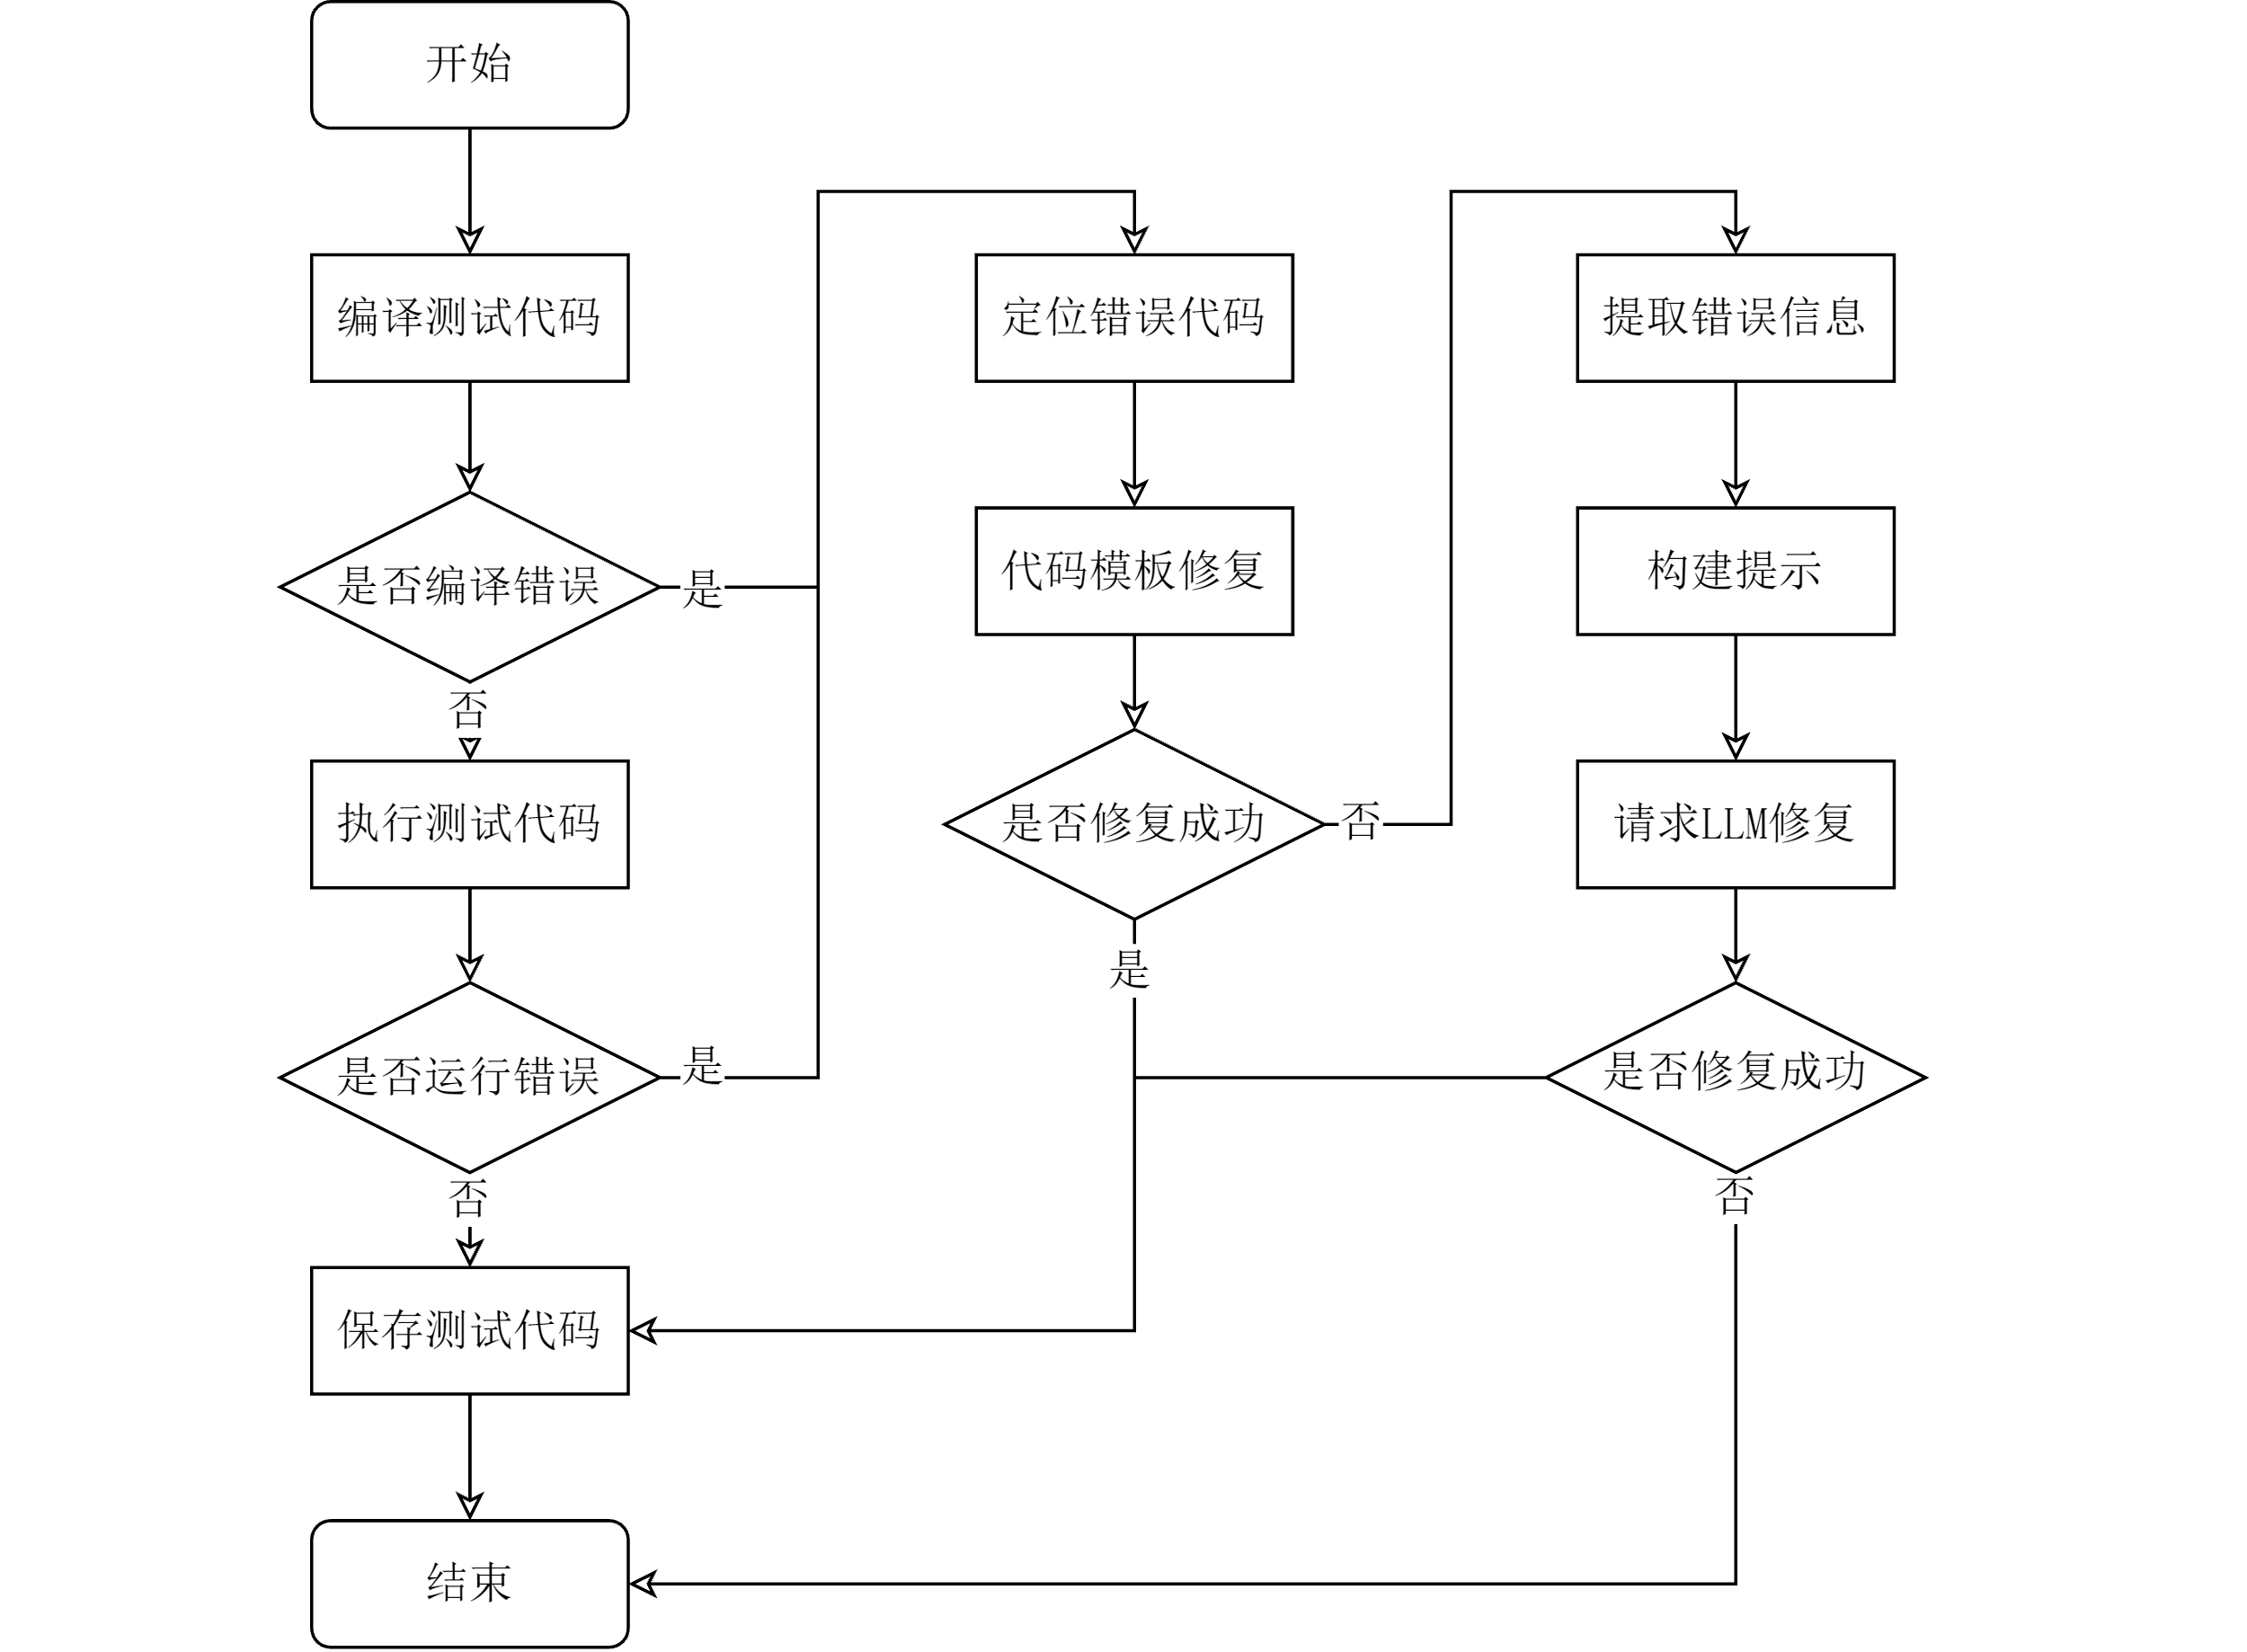 开始
编译测试代码
是否编译错误
是
否
执行测试代码
是否运行错误
是
否
保存测试代码
结束
定位错误代码
代码模板修复
是否修复成功
否
是
提取错误信息
构建提示
请求LLM修复
是否修复成功
否